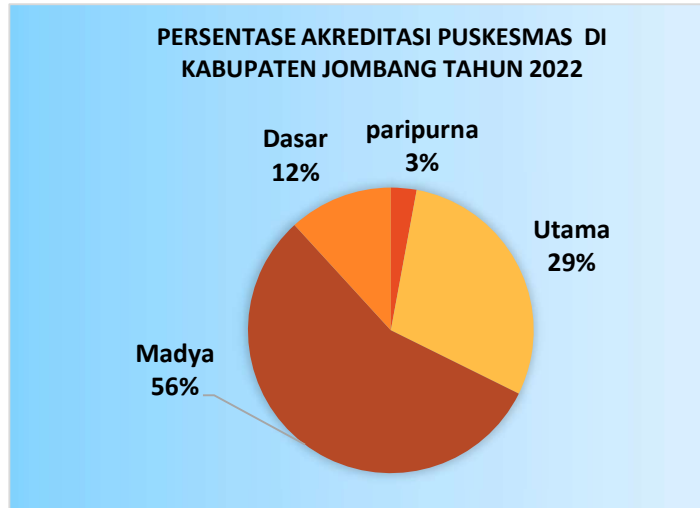 PERSENTASE AKREDITASI PUSKESMAS DI
KABUPATEN JOMBANG TAHUN 2022
paripurna
3%
Utama
29%
Madya
56%
Dasar
12%